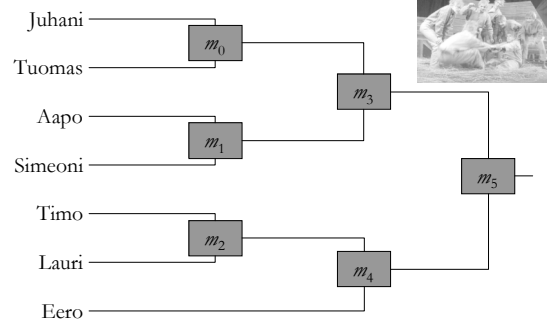 Juhani
m₀
Tuomas
m₃
Aapo
m₁
Simeoni
m₅
Timo
m₂
Lauri
m₄
Eero